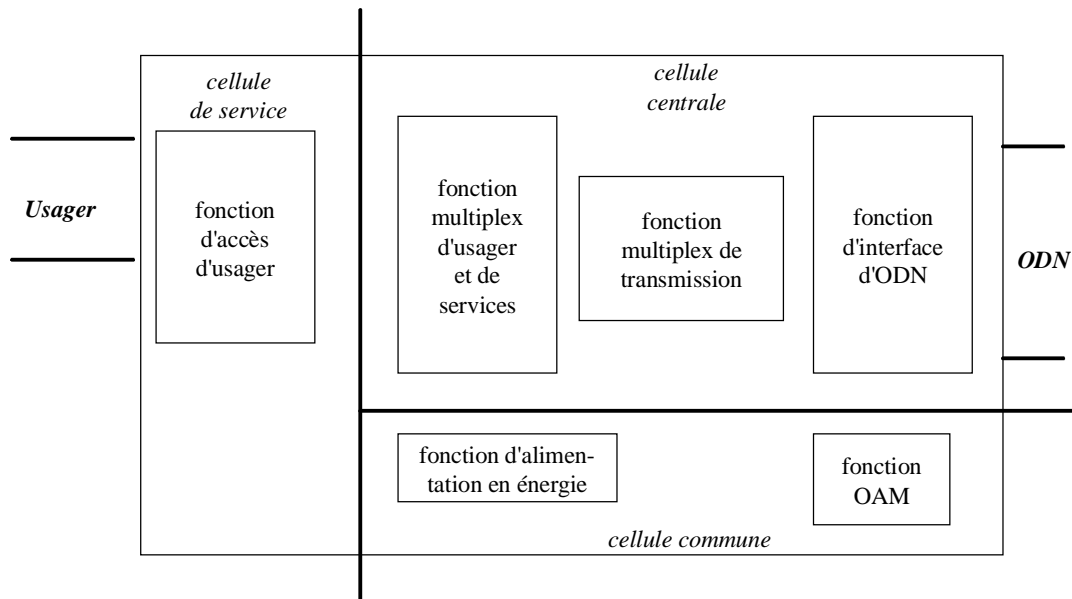 cellule
de service
cellule
centrale
Usager
fonction
d'accès
d'usager
fonction
multiplex
d'usager
et de
services
fonction
multiplex de
transmission
fonction
d'interface
d'ODN
ODN
fonction d'alimen-
tation en énergie
fonction
OAM
cellule commune